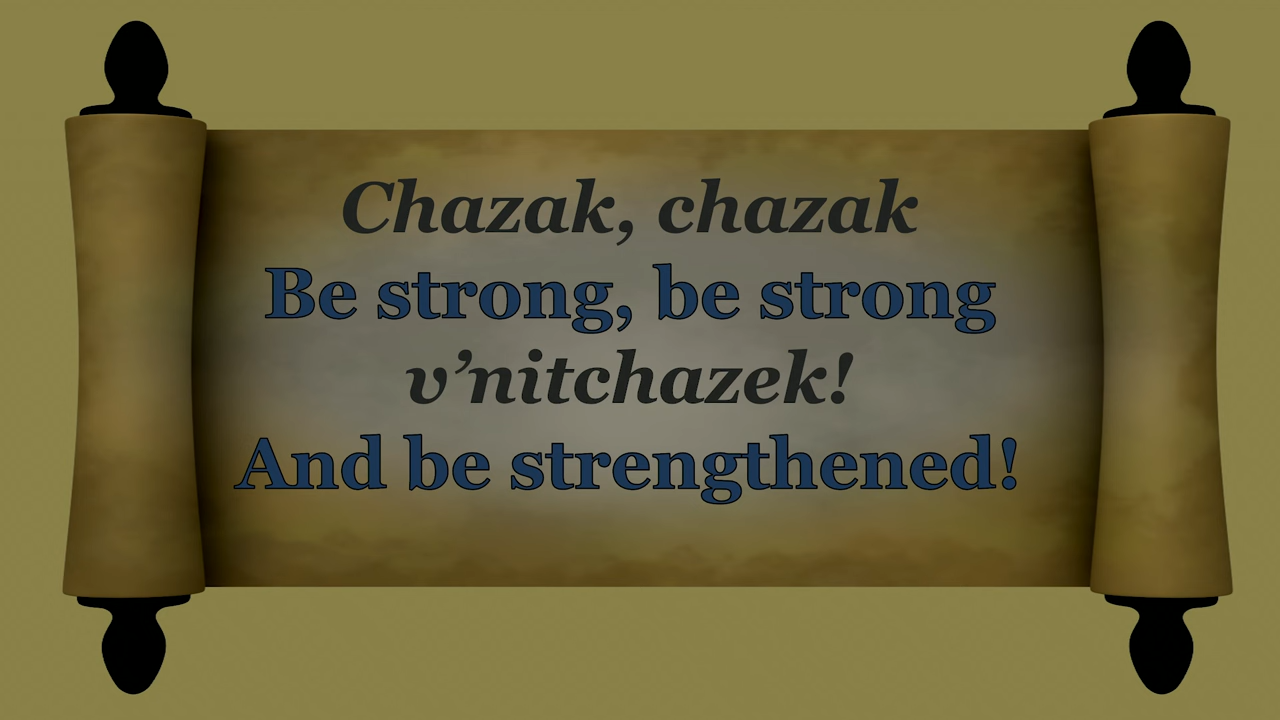 Chazak, chazak
Be strong, be strong
v’nitchazek!
And be strengthened!